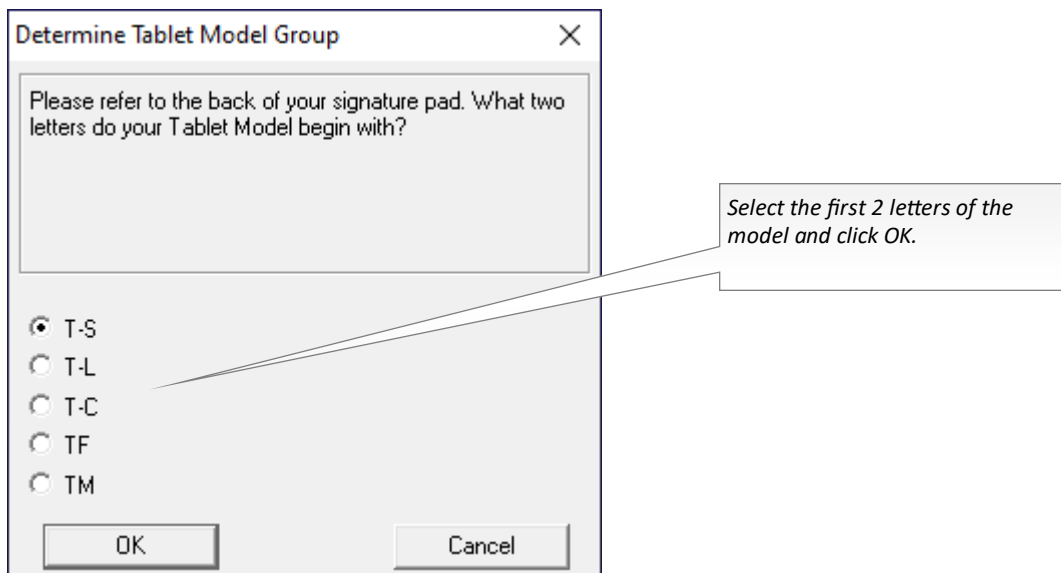 Determine Tablet Model Group
Please refer to the back of your signature pad. What two
letters do your Tablet Model begin with?
Select the first 2 letters of the
model and click OK.
T-S
T-L
T-C
TF
TM
OK Cancel